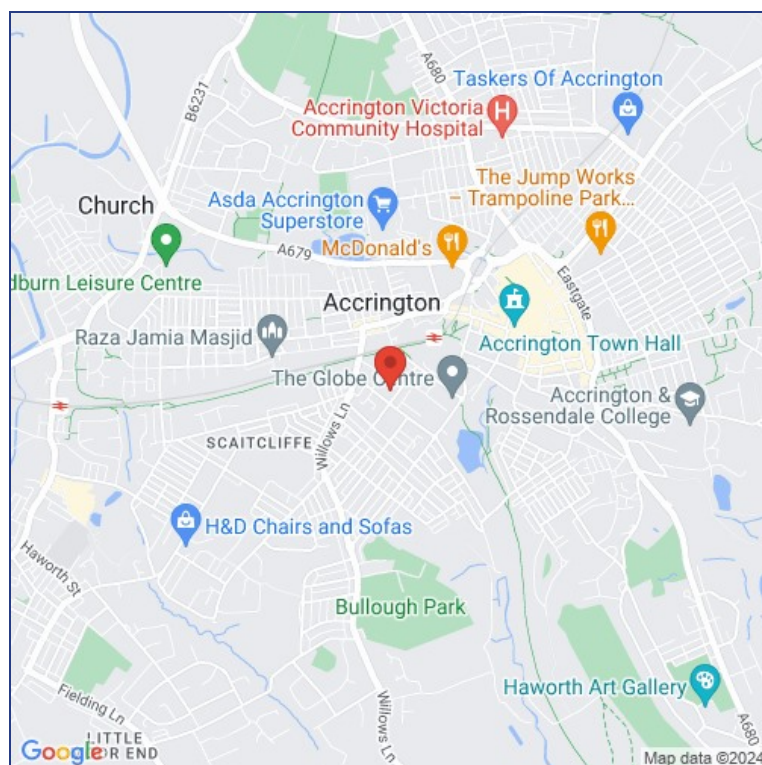 A680
Taskers Of Accrington
B6231
Accrington Victoria
Community Hospital
H
The Jump Works
– Trampoline Park...
Church
Asda Accrington
Superstore
A679
McDonald's
dburn Leisure Centre
Eastgate
Accrington
Raza Jamia Masjid
Accrington Town Hall
The Globe Centre
Accrington &
Rossendale College
SCAITCLIFFE
Willows Ln
H&D Chairs and Sofas
Haworth St
Bullough Park
Haworth Art Gallery
Fielding Ln
Willows Ln
A680
LITTLE
OR END
Google
Map data ©2024